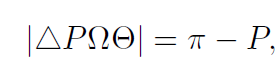 |△PΩΘ| = π − P,